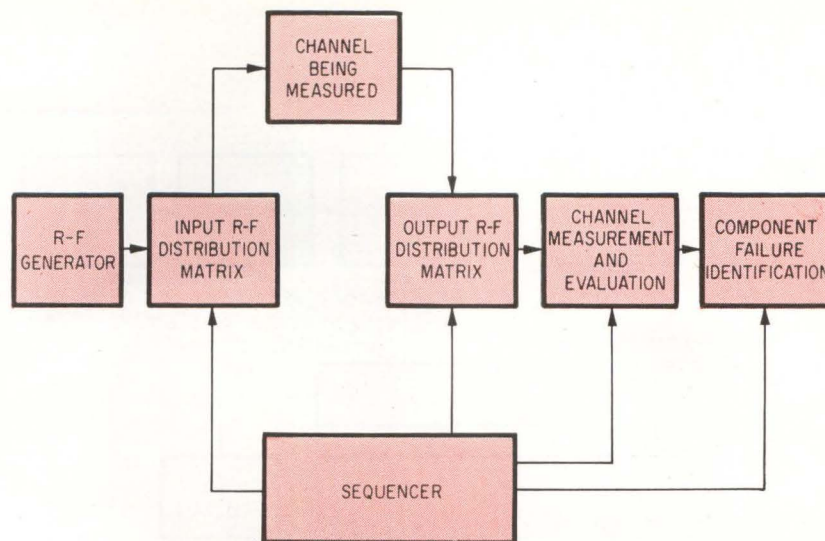 CHANNEL
BEING
MEASURED
R-F
GENERATOR
INPUT R-F
DISTRIBUTION
MATRIX
OUTPUT R-F
DISTRIBUTION
MATRIX
CHANNEL
MEASUREMENT
AND
EVALUATION
COMPONENT
FAILURE
IDENTIFICATION
SEQUENCER